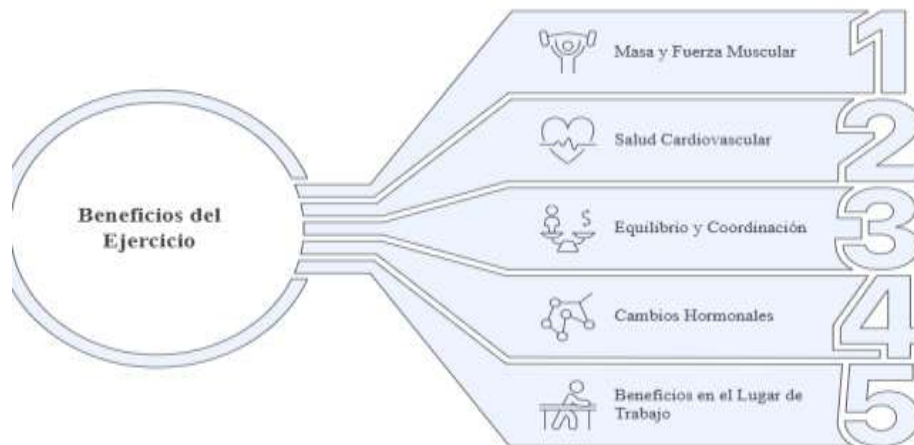 Beneficios del
Ejercicio
Masa y Fuerza Muscular
1
Salud Cardiovascular
2
$
Equilibrio y Coordinación
3
Cambios Hormonales
4
Beneficios en el Lugar de
Trabajo
5